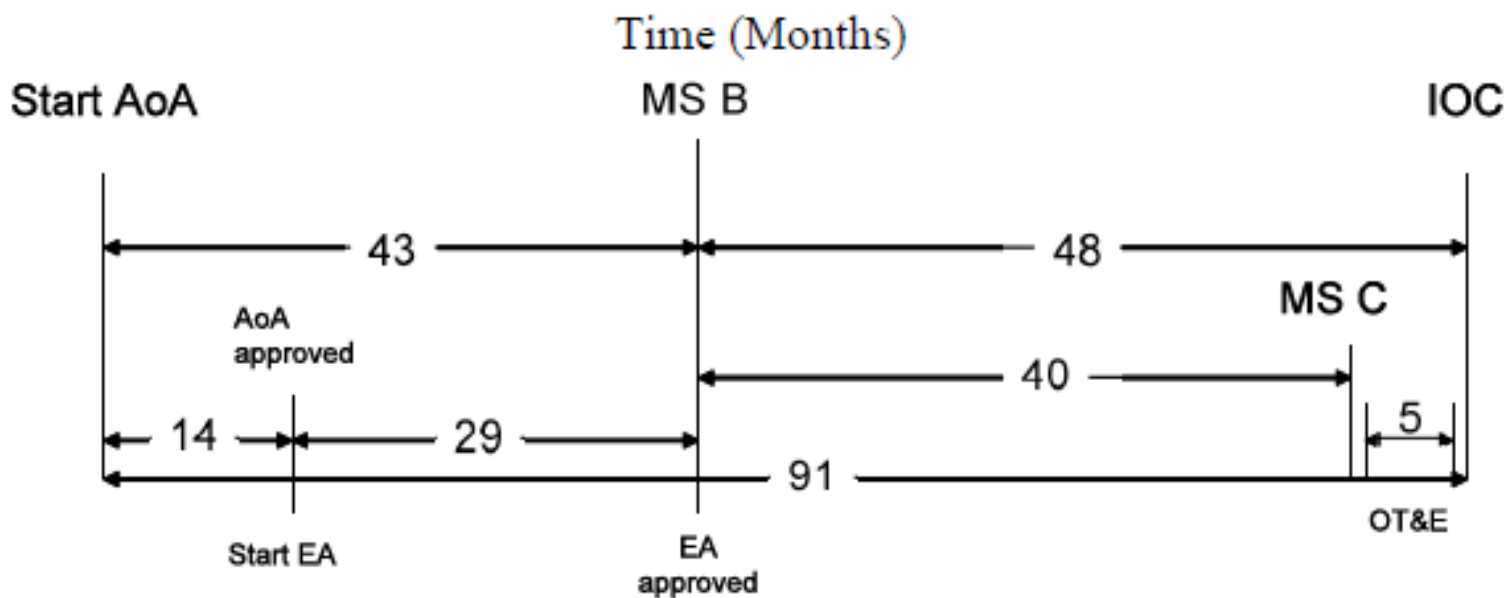 Time (Months)
Start AoA
MS B
IOC
43
48
MS C
AoA
approved
40
14
29
5
91
OT&E
Start EA
EA
approved